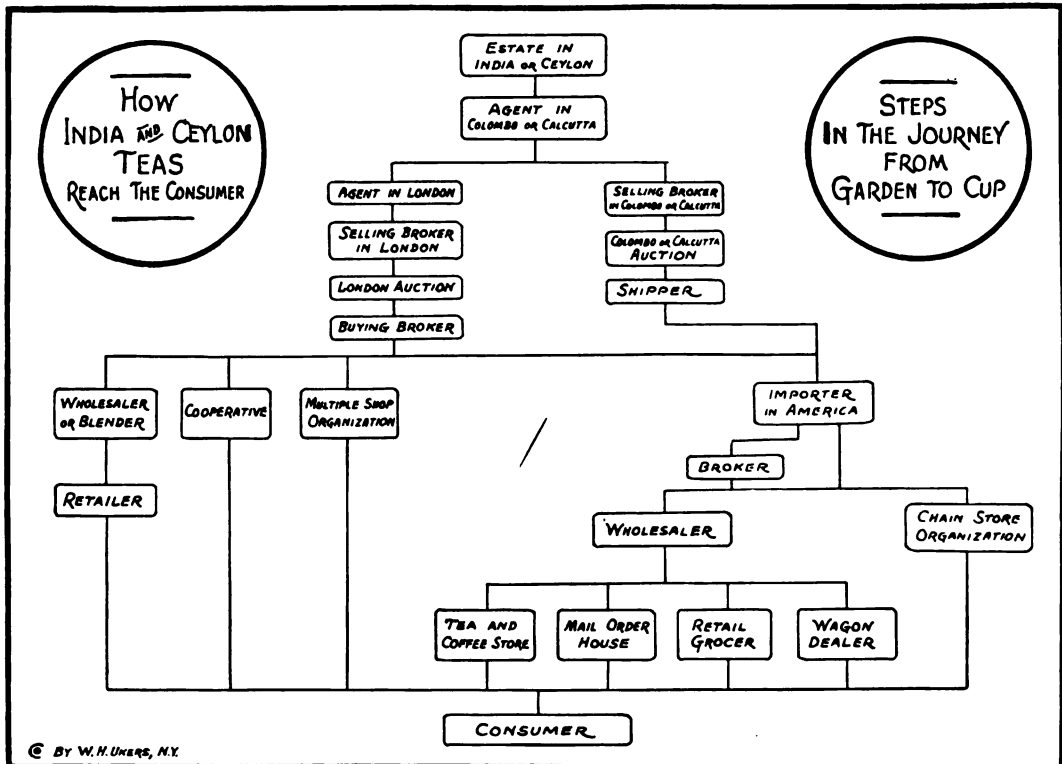 How
INDIA AND CEYLON
TEAS
REACH THE CONSUMER
STEPS
IN THE JOURNEY
FROM
GARDEN TO CUP
ESTATE IN
INDIA OR CEYLON
AGENT IN
COLOMBO OR CALCUTTA
AGENT IN LONDON
SELLING BROKER
IN LONDON
LONDON AUCTION
BUYING BROKER
SELLING BROKER
IN COLOMBO OR CALCUTTA
COLOMBO OR CALCUTTA
AUCTION
SHIPPER
WHOLESALER
OR BLENDER
COOPERATIVE
MULTIPLE SHOP
ORGANIZATION
IMPORTER
IN AMERICA
BROKER
RETAILER
WHOLESALER
CHAIN STORE
ORGANIZATION
TEA AND
COFFEE STORE
MAIL ORDER
HOUSE
RETAIL
GROCER
WAGON
DEALER
CONSUMER
© BY W. H. UKERS, N.Y.